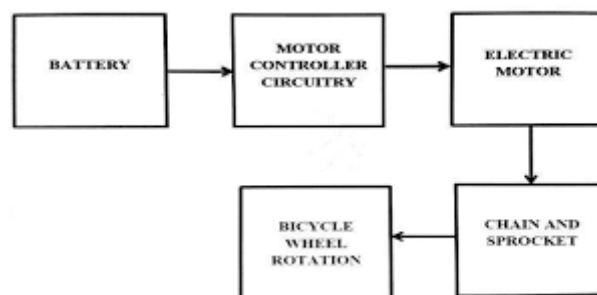 BATTERY
MOTOR
CONTROLLER
CIRCUITRY
ELECTRIC
MOTOR
CHAIN AND
SPROCKET
BICYCLE
WHEEL
ROTATION